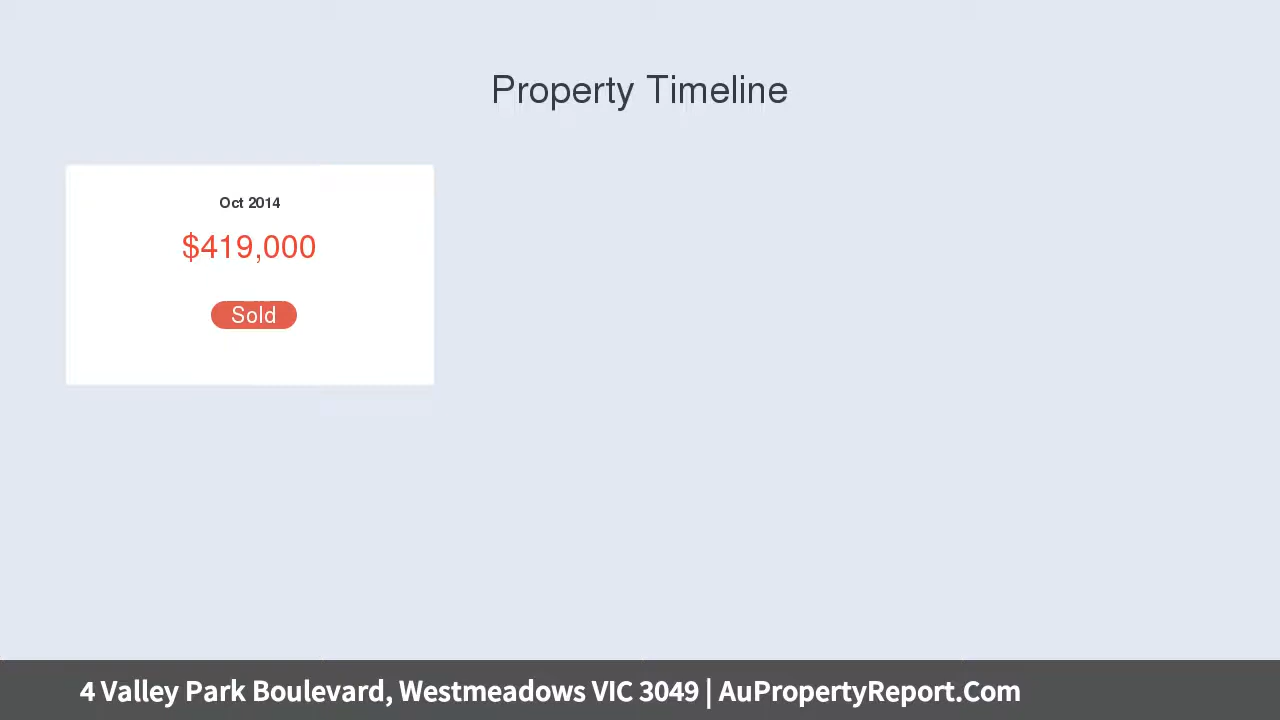 Property Timeline
Oct 2014
$419,000
Sold
4 Valley Park Boulevard, Westmeadows VIC 3049 | AuPropertyReport.Com